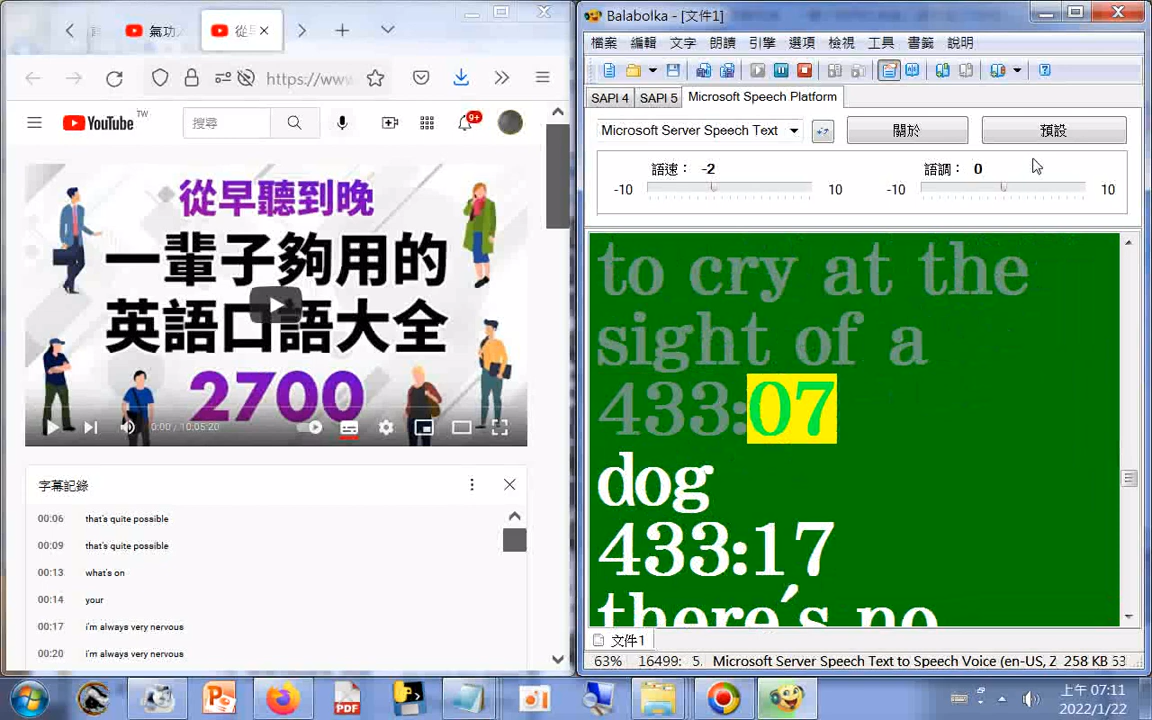 氣功
從
Balabolka - [文件1]
https://www
檔案 編輯 文字 朗讀 引擎 選項 檢視 工具 書籤 說明
YouTube TW
搜尋
9+
SAPI 4 SAPI 5 Microsoft Speech Platform
Microsoft Server Speech Text
關於
預設
語速： -2
-10 10
語調： 0
-10 10
從早聽到晚
一輩子夠用的
英語口語大全
2700
0:00 / 10:05:20
字幕記錄
00:06 that's quite possible
00:09 that's quite possible
00:13 what's on
00:14 your
00:17 i'm always very nervous
00:20 i'm always very nervous
to cry at the
sight of a
433:07
dog
433:17
there's no
文件1
63% 16499: 5. Microsoft Server Speech Text to Speech Voice (en-US, Z 258 KB 53
PDF
上午 07:11
2022/1/22